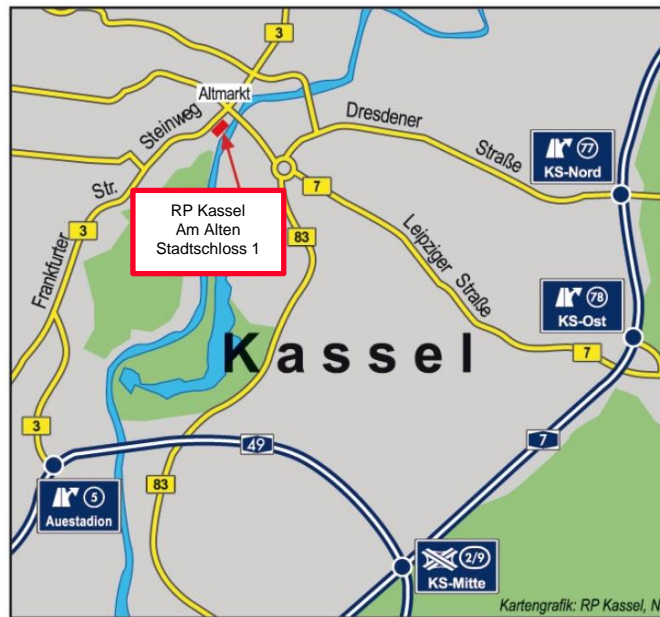 3
Altmarkt
Steinweg
Dresdener
Straße
77
KS-Nord
Str.
Frankfurter
3
RP Kassel
Am Alten
Stadtschloss 1
7
83
Leipziger
Straße
78
KS-Ost
Kassel
7
3
49
7
5
Auestadion
83
2/9
KS-Mitte
Kartengrafik: RP Kassel, N